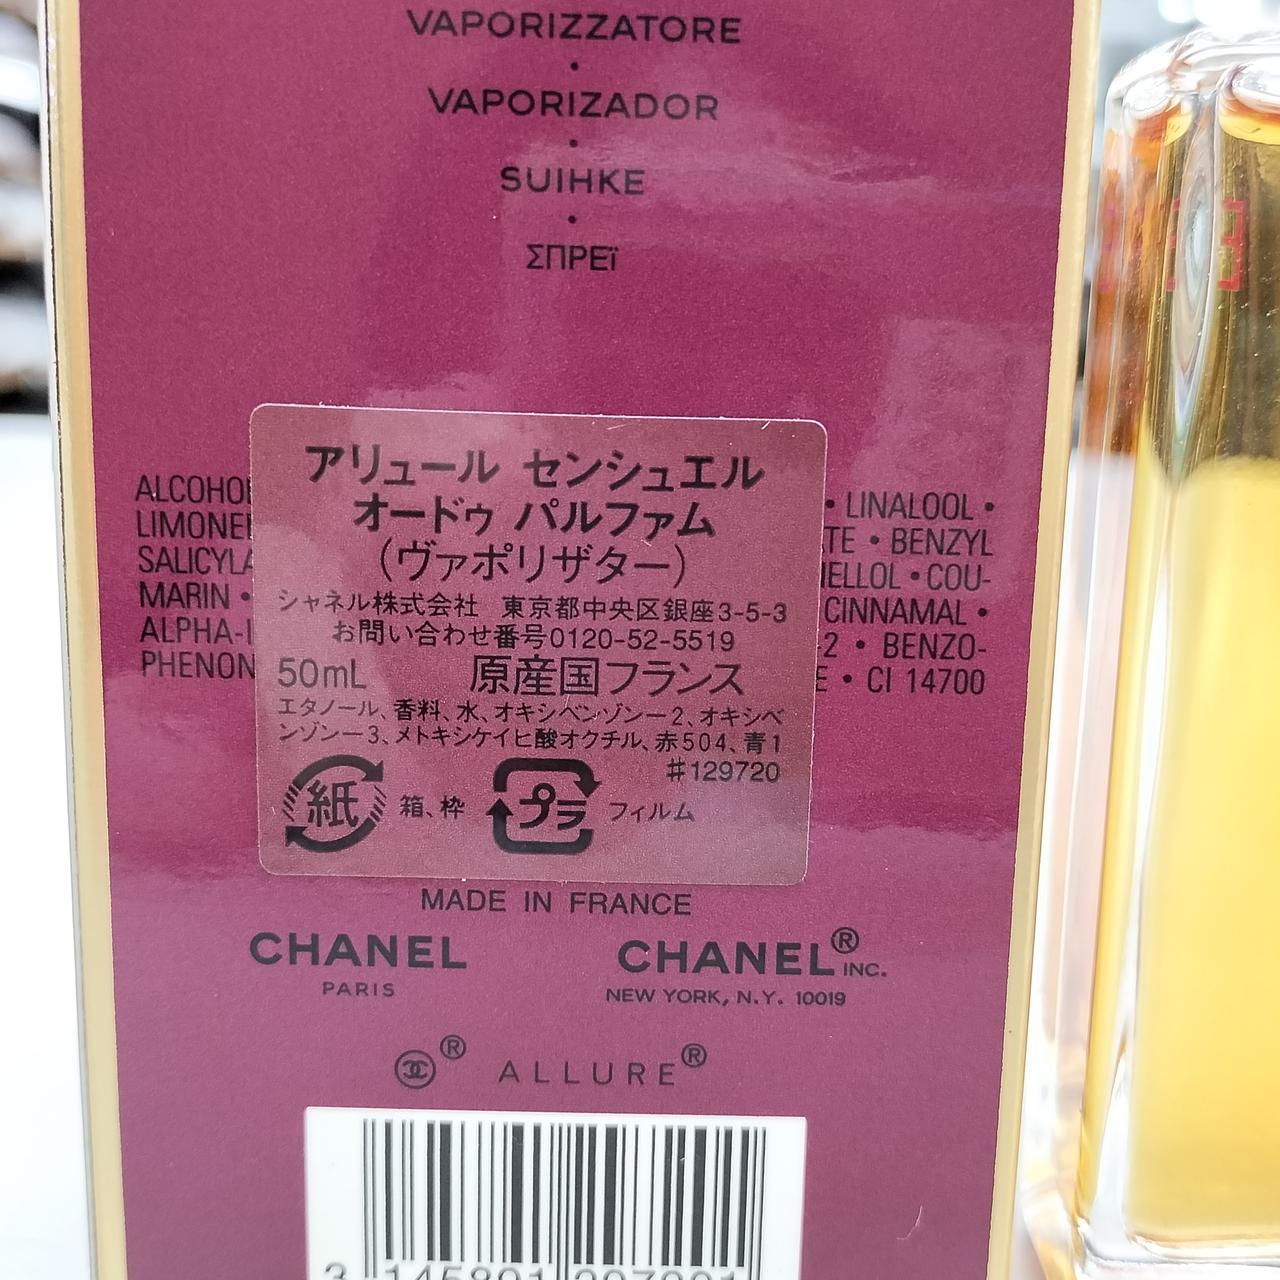 VAPORIZZATORE
•
VAPORIZADOR
•
SUIHKE
•
ΣΠΡΕϊ
アリュール センシュエル
オードゥ パルファム
（ヴァポリザター）
シャネル株式会社 東京都中央区銀座3-5-3
お問い合わせ番号0120-52-5519
50mL 原産国フランス
エタノール、香料、水、オキシベンゾン－2、オキシベ
ンゾン－3、メトキシケイヒ酸オクチル、赤504、青1
#129720
紙 箱、枠 プラ フィルム
• LINALOOL •
• BENZYL
SALICYLA
• COU-
MARIN •
CINNAMAL •
2 • BENZO-
PHENON
• CI 14700
MADE IN FRANCE
CHANEL CHANEL® INC.
PARIS NEW YORK, N.Y. 10019
® ALLURE®